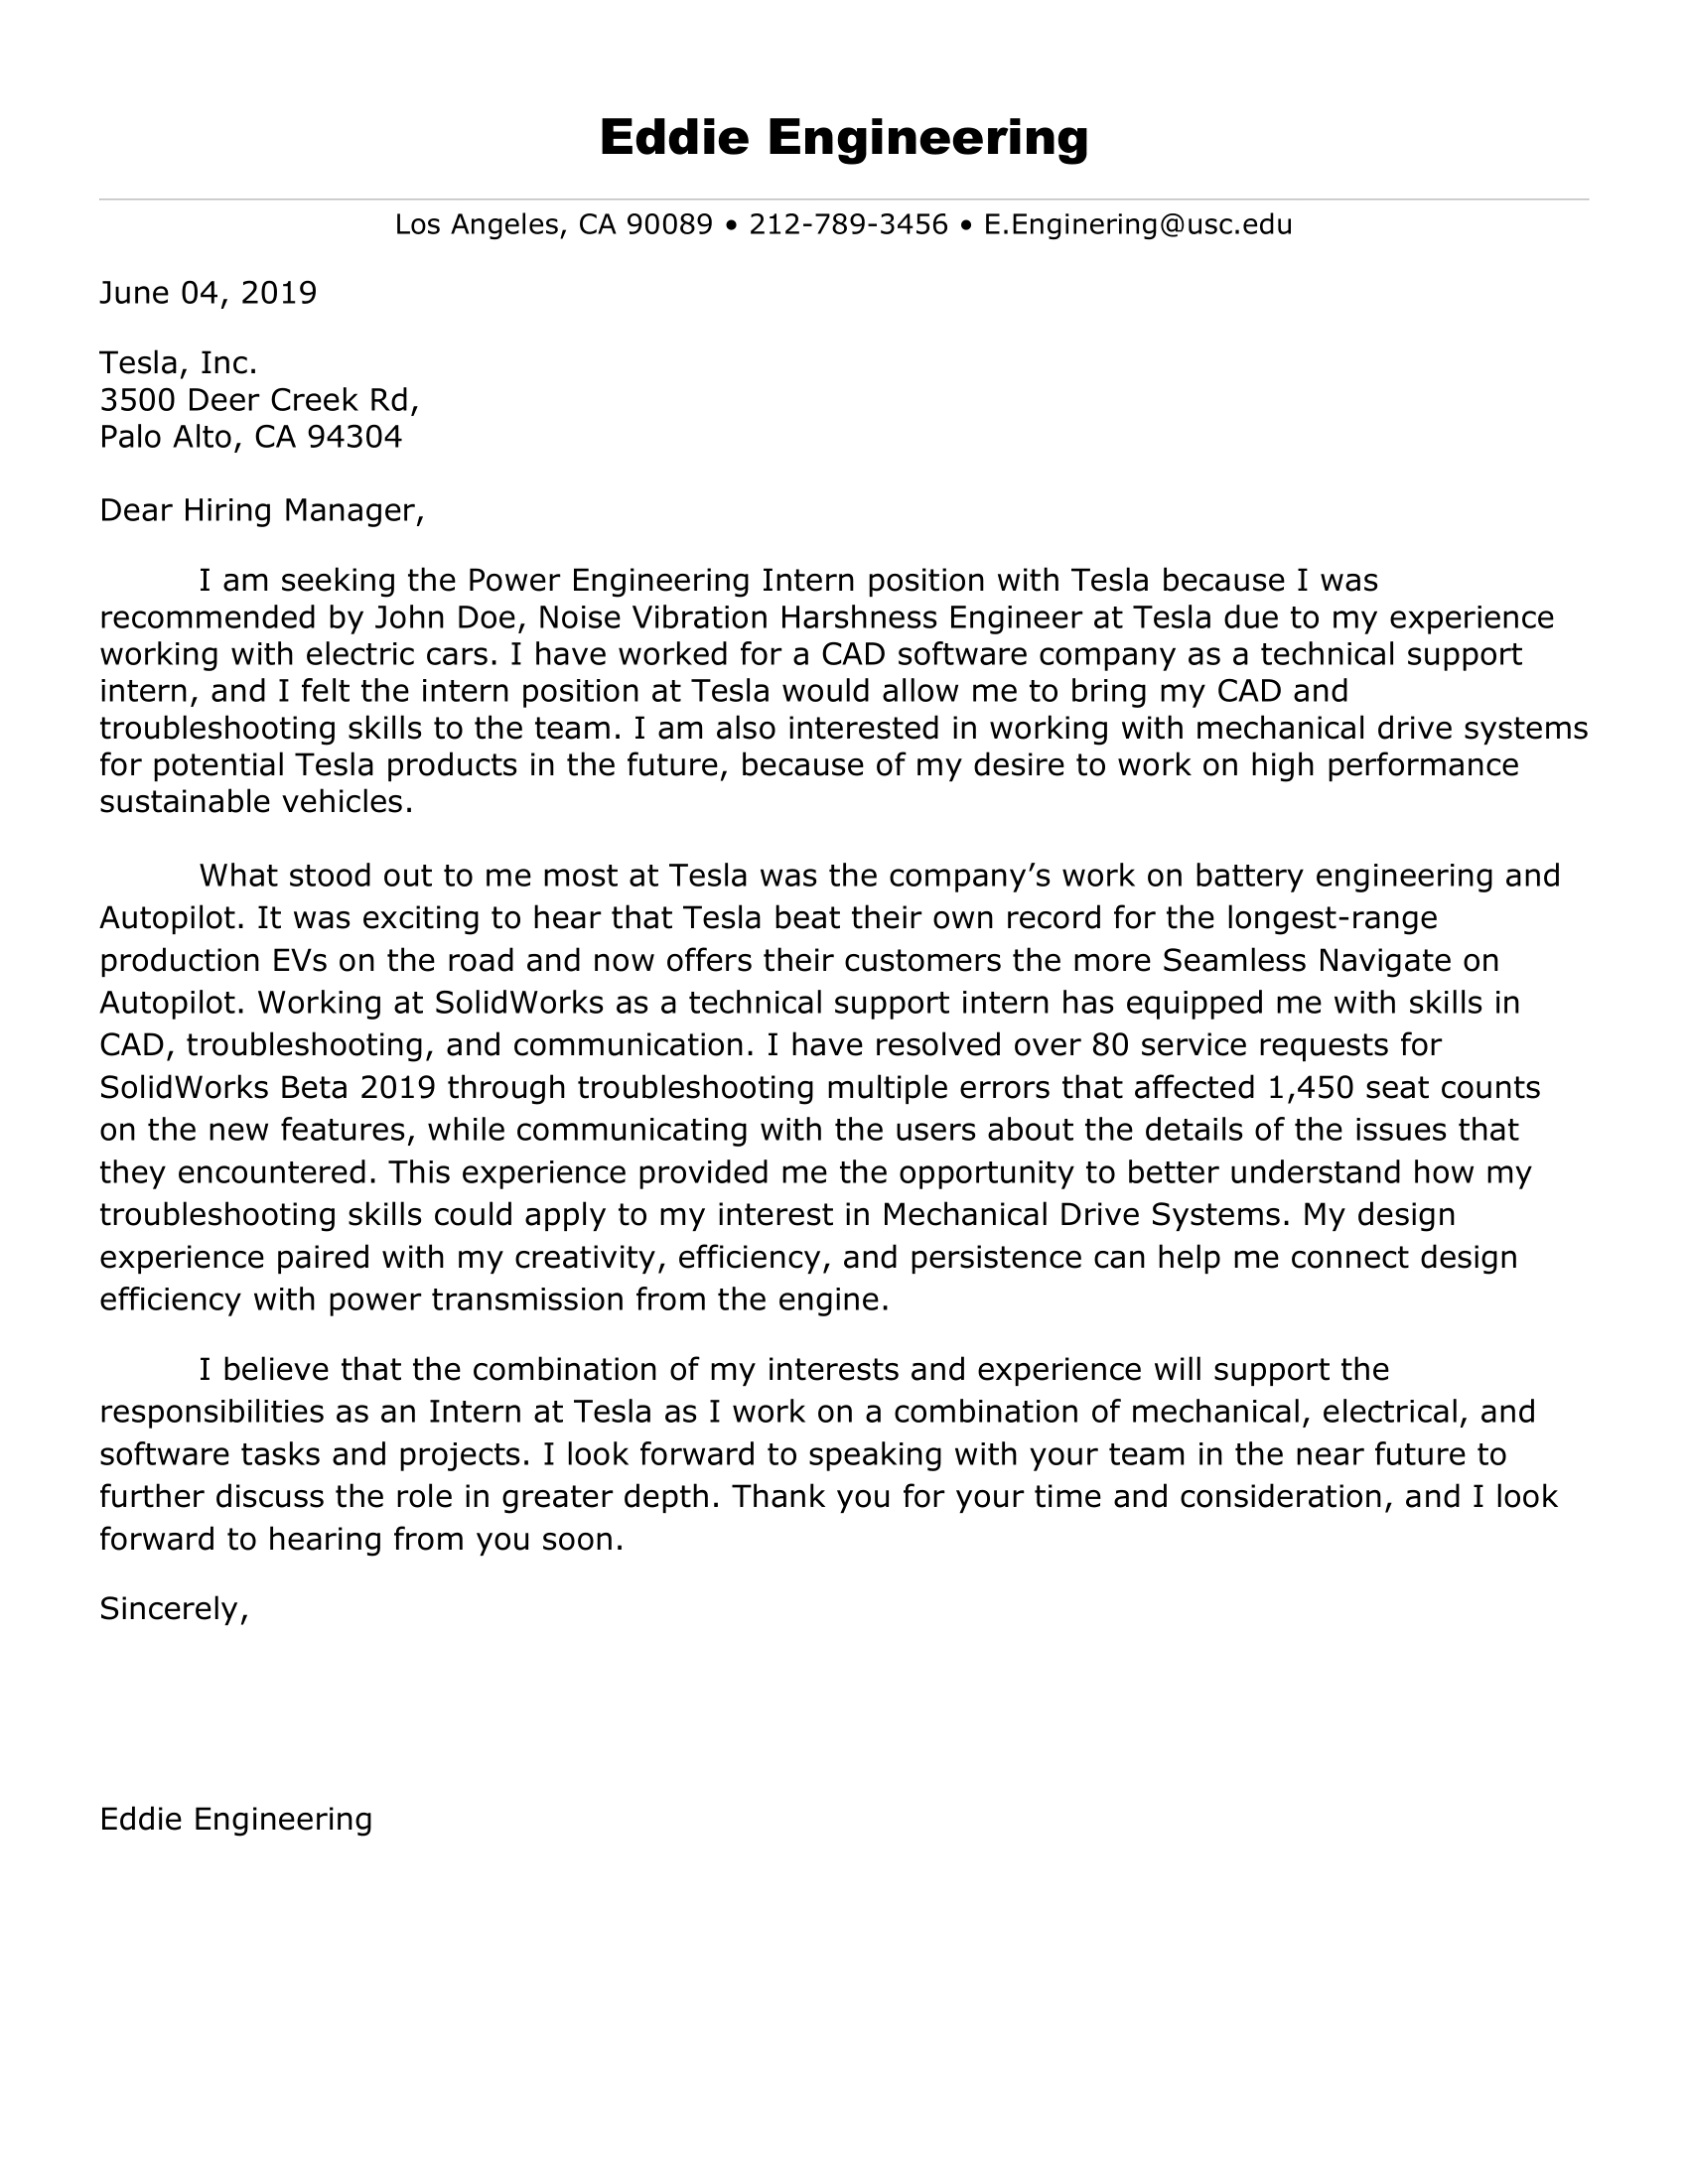 Eddie Engineering
Los Angeles, CA 90089 • 212-789-3456 • E.Enginering@usc.edu
June 04, 2019
Tesla, Inc.
3500 Deer Creek Rd,
Palo Alto, CA 94304
Dear Hiring Manager,
I am seeking the Power Engineering Intern position with Tesla because I was
recommended by John Doe, Noise Vibration Harshness Engineer at Tesla due to my experience
working with electric cars. I have worked for a CAD software company as a technical support
intern, and I felt the intern position at Tesla would allow me to bring my CAD and
troubleshooting skills to the team. I am also interested in working with mechanical drive systems
for potential Tesla products in the future, because of my desire to work on high performance
sustainable vehicles.
What stood out to me most at Tesla was the company’s work on battery engineering and
Autopilot. It was exciting to hear that Tesla beat their own record for the longest-range
production EVs on the road and now offers their customers the more Seamless Navigate on
Autopilot. Working at SolidWorks as a technical support intern has equipped me with skills in
CAD, troubleshooting, and communication. I have resolved over 80 service requests for
SolidWorks Beta 2019 through troubleshooting multiple errors that affected 1,450 seat counts
on the new features, while communicating with the users about the details of the issues that
they encountered. This experience provided me the opportunity to better understand how my
troubleshooting skills could apply to my interest in Mechanical Drive Systems. My design
experience paired with my creativity, efficiency, and persistence can help me connect design
efficiency with power transmission from the engine.
I believe that the combination of my interests and experience will support the
responsibilities as an Intern at Tesla as I work on a combination of mechanical, electrical, and
software tasks and projects. I look forward to speaking with your team in the near future to
further discuss the role in greater depth. Thank you for your time and consideration, and I look
forward to hearing from you soon.
Sincerely,
Eddie Engineering